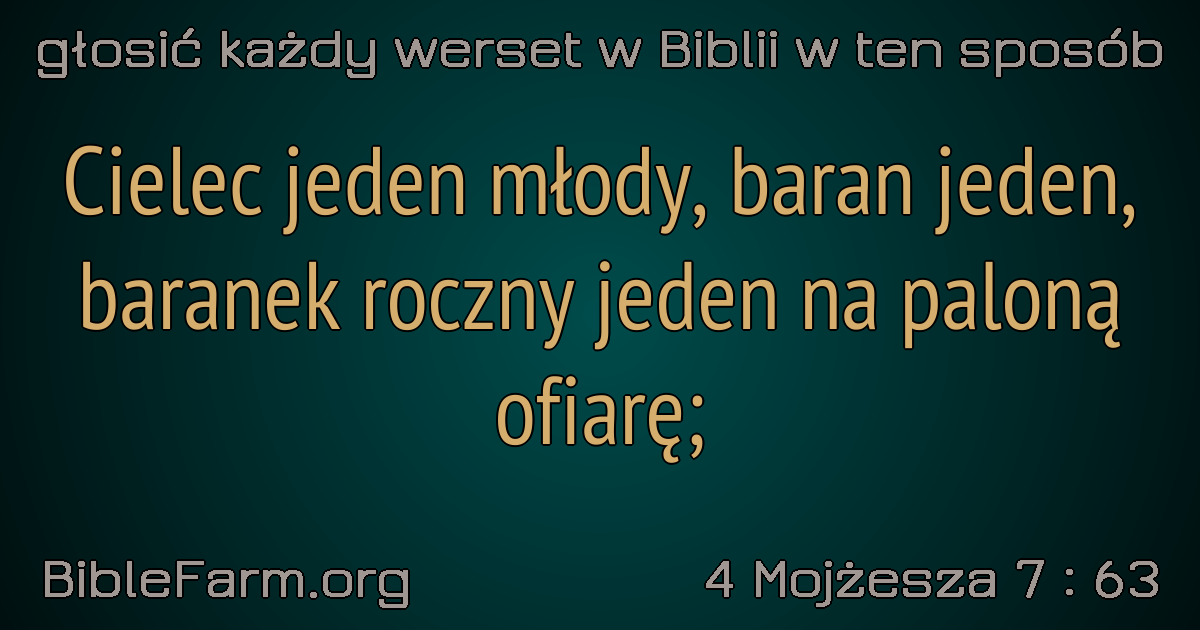 głosić każdy werset w Biblii w ten sposób
Cielec jeden młody, baran jeden,
baranek roczny jeden na paloną
ofiarę;
BibleFarm.org
4 Mojżesza 7 : 63